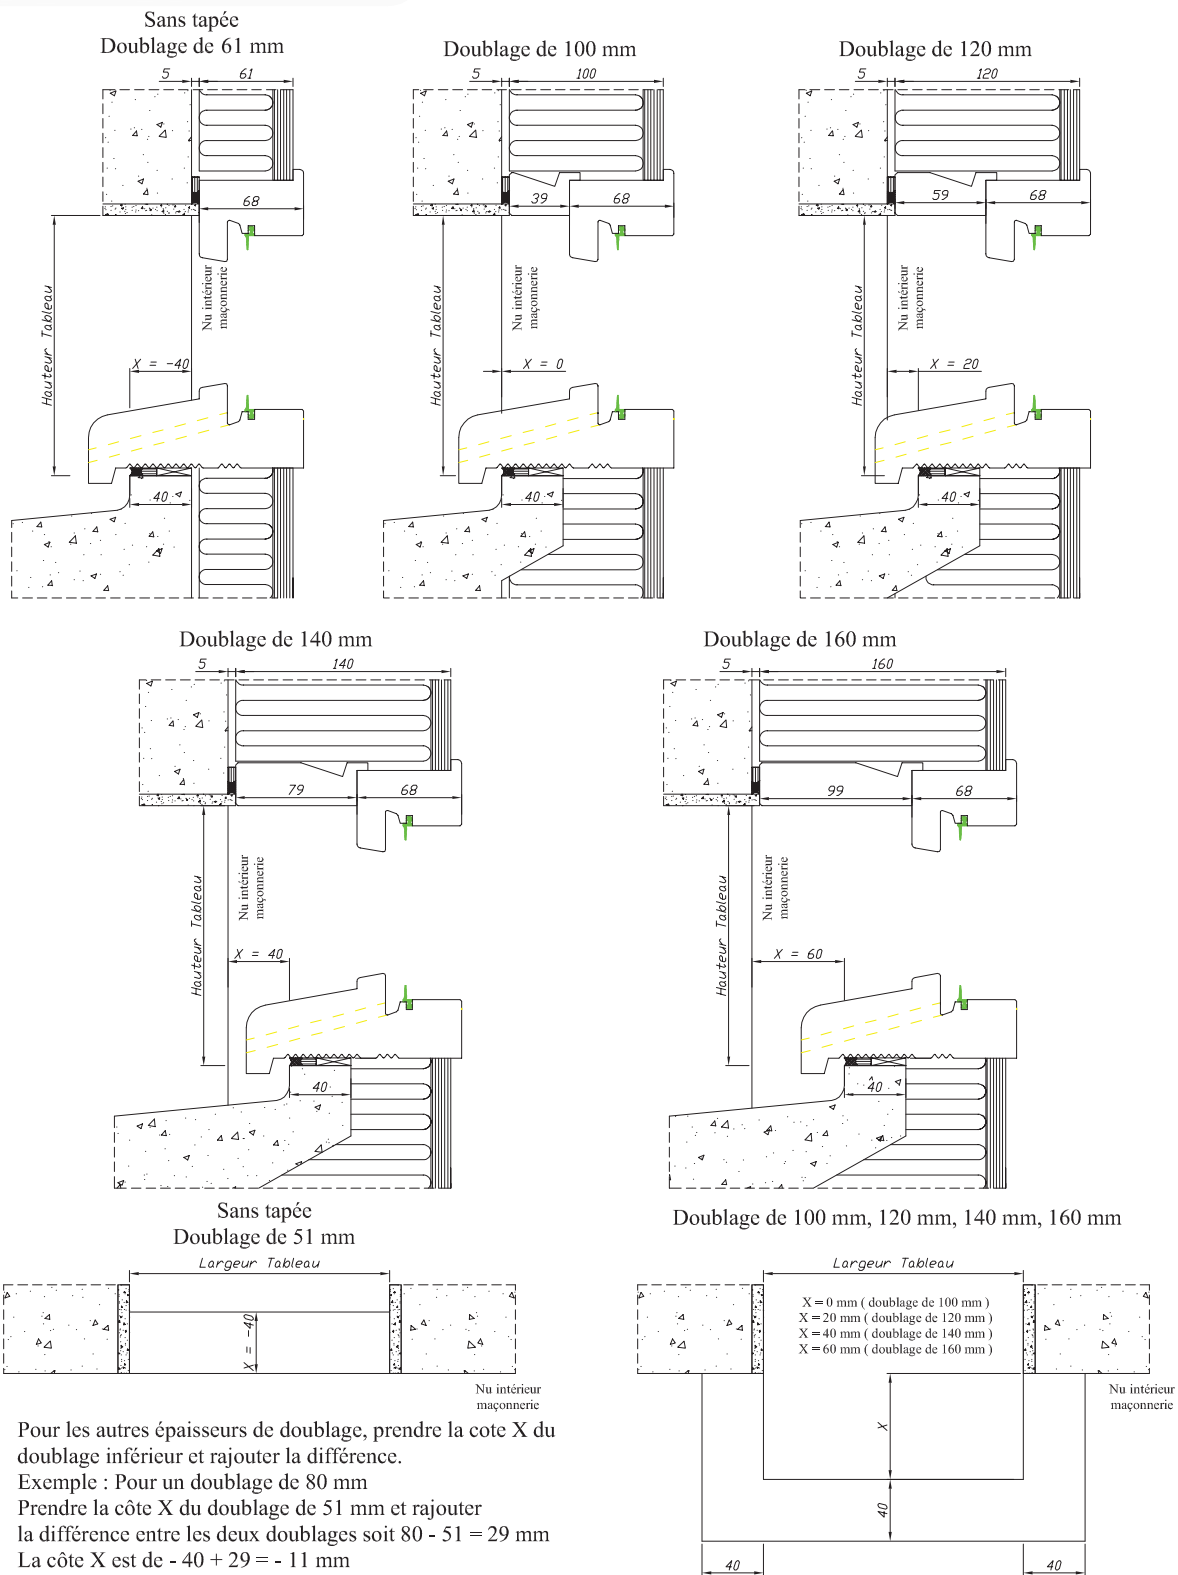 Sans tapée
Doublage de 61 mm
5
61
68
Hauteur Tableau
Nu intérieur
maçonnerie
X = -40
40
Doublage de 100 mm
5
100
39
68
Hauteur Tableau
Nu intérieur
maçonnerie
X = 0
40
Doublage de 120 mm
5
120
59
68
Hauteur Tableau
Nu intérieur
maçonnerie
X = 20
40
Doublage de 140 mm
5
140
79
68
Hauteur Tableau
Nu intérieur
maçonnerie
X = 40
40
Doublage de 160 mm
5
160
99
68
Hauteur Tableau
Nu intérieur
maçonnerie
X = 60
40
Sans tapée
Doublage de 51 mm
Largeur Tableau
X = -40
Nu intérieur
maçonnerie
Pour les autres épaisseurs de doublage, prendre la cote X du
doublage inférieur et rajouter la différence.
Exemple : Pour un doublage de 80 mm
Prendre la côte X du doublage de 51 mm et rajouter
la différence entre les deux doublages soit 80 - 51 = 29 mm
La côte X est de - 40 + 29 = - 11 mm
Doublage de 100 mm, 120 mm, 140 mm, 160 mm
Largeur Tableau
X = 0 mm ( doublage de 100 mm )
X = 20 mm ( doublage de 120 mm )
X = 40 mm ( doublage de 140 mm )
X = 60 mm ( doublage de 160 mm )
Nu intérieur
maçonnerie
X
40
40
40